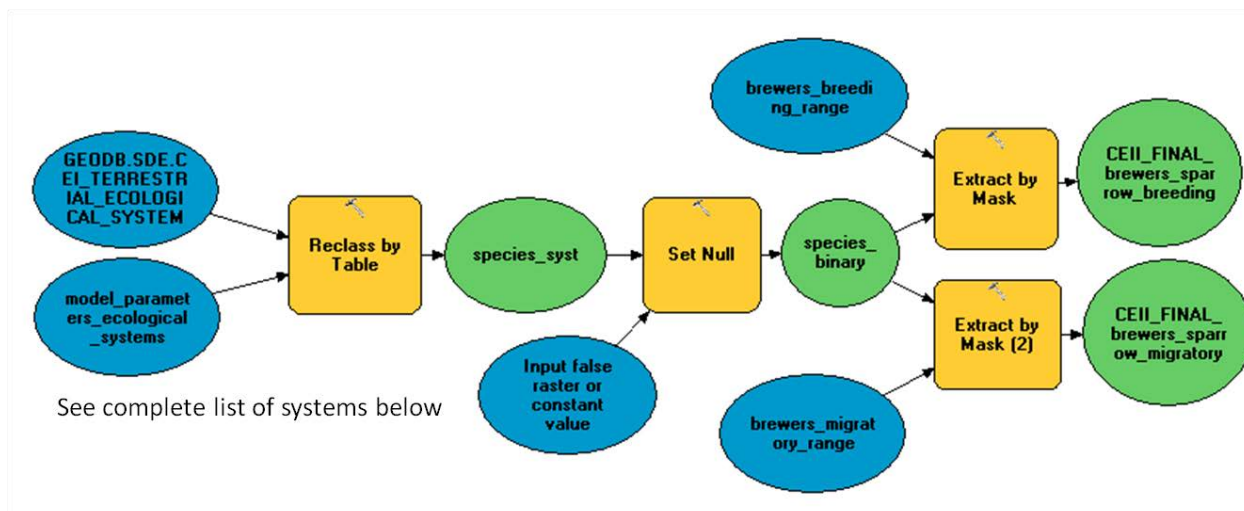 GEODB.SDE.C
EI_TERRESTR
IAL_ECOLOGI
CAL_SYSTEM
model_paramet
ers_ecological
_systems
See complete list of systems below
Reclass by
Table
species_syst
Set Null
Input false
raster or
constant
value
species_
binary
brewers_breedi
ng_range
Extract by
Mask
CEII_FINAL_
brewers_spar
row_breeding
Extract by
Mask (2)
CEII_FINAL_
brewers_sparr
ow_migratory
brewers_migrat
ory_range